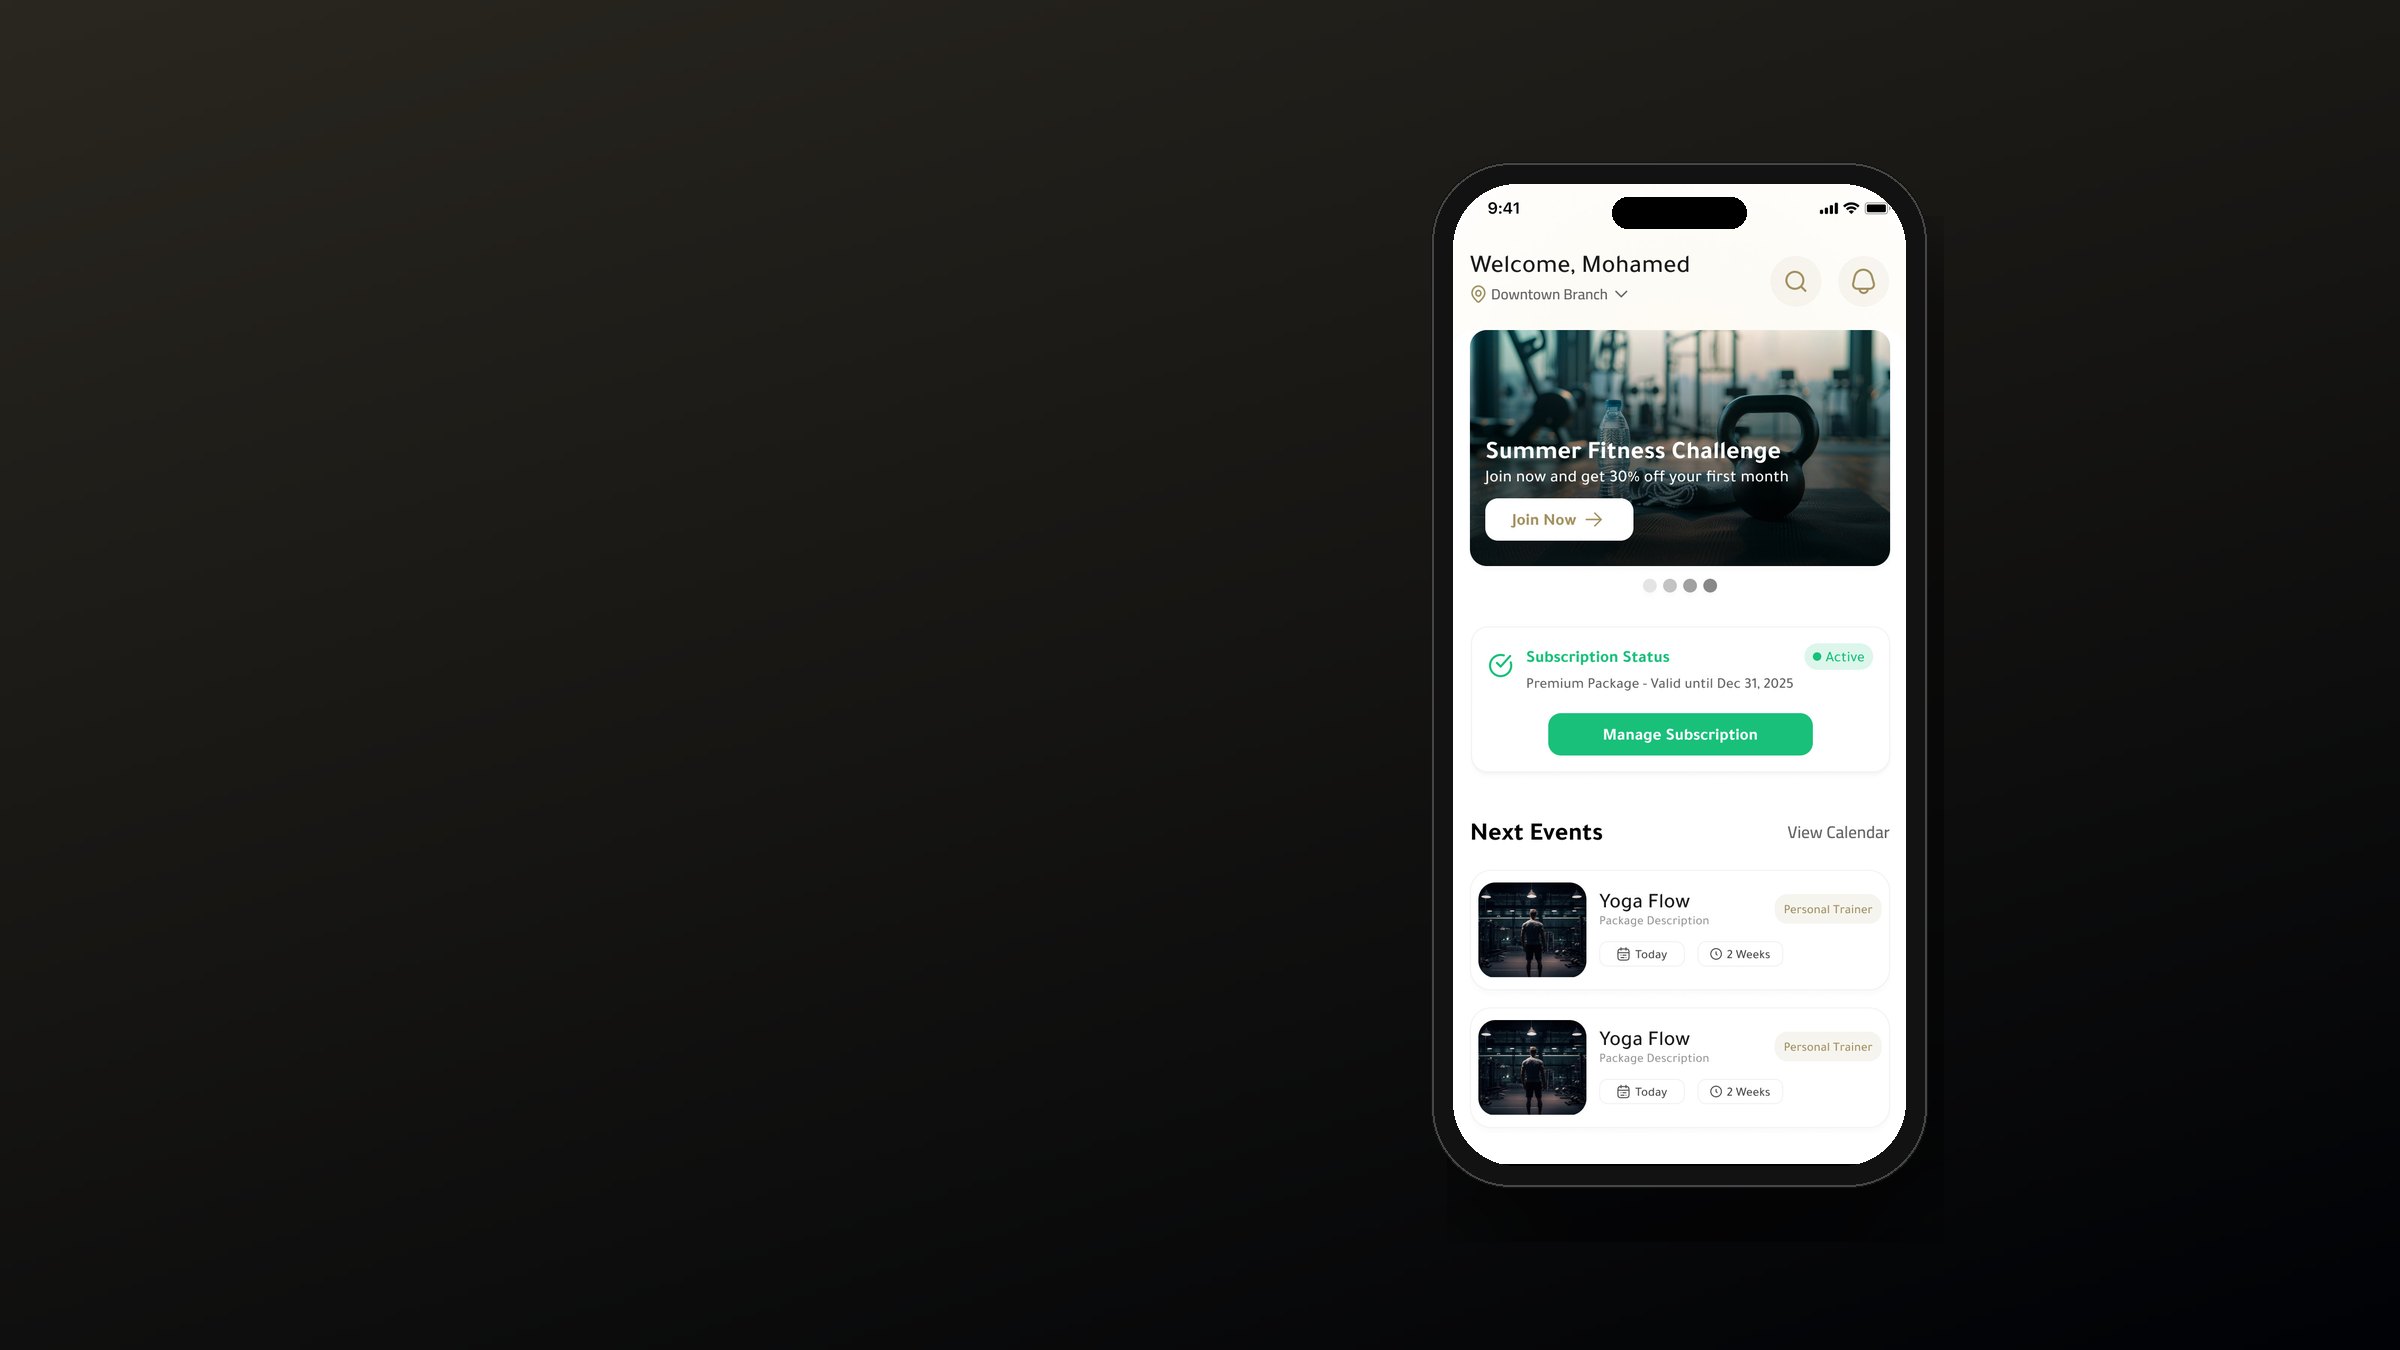 9:41
Welcome, Mohamed
Downtown Branch
Summer Fitness Challenge
Join now and get 30% off your first month
Join Now
Subscription Status
Active
Premium Package - Valid until Dec 31, 2025
Manage Subscription
Next Events
View Calendar
Yoga Flow
Personal Trainer
Package Description
Today
2 Weeks
Yoga Flow
Personal Trainer
Package Description
Today
2 Weeks